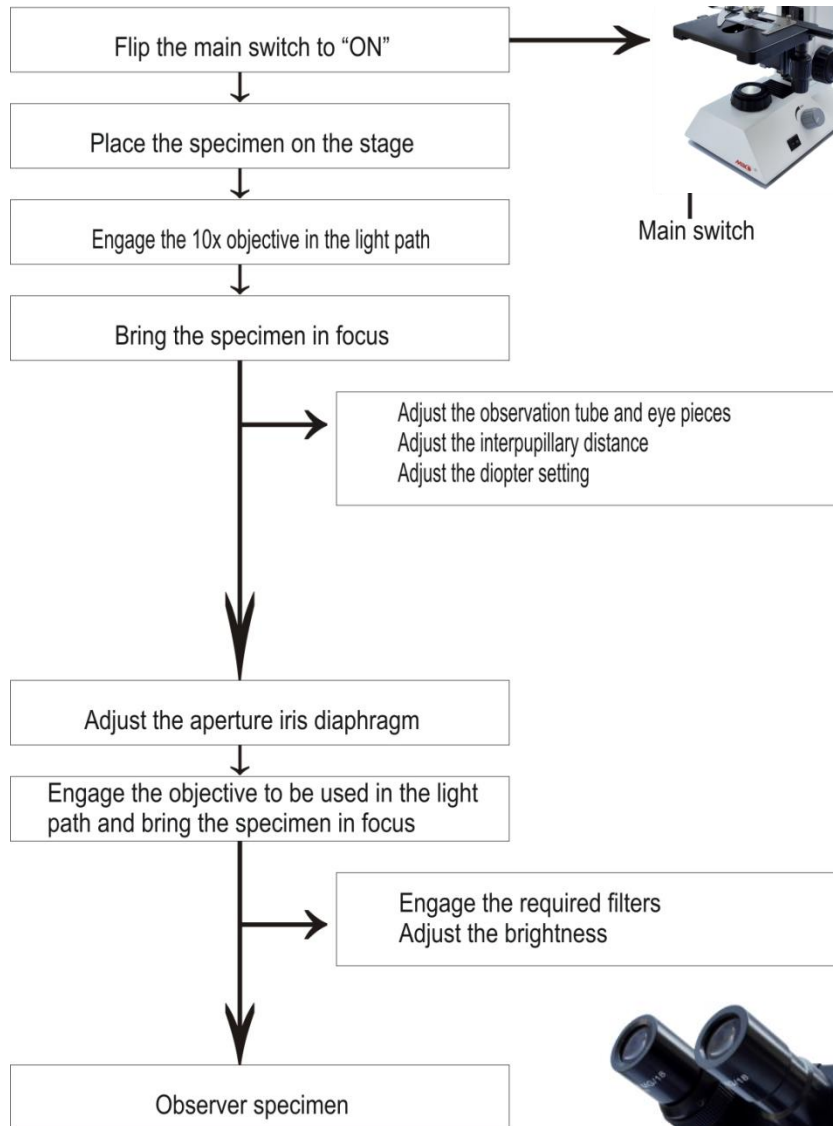 Flip the main switch to “ON”
Place the specimen on the stage
Main switch
Engage the 10x objective in the light path
Bring the specimen in focus
Adjust the observation tube and eye pieces
Adjust the interpupillary distance
Adjust the diopter setting
Adjust the aperture iris diaphragm
Engage the objective to be used in the light
path and bring the specimen in focus
Engage the required filters
Adjust the brightness
Observer specimen